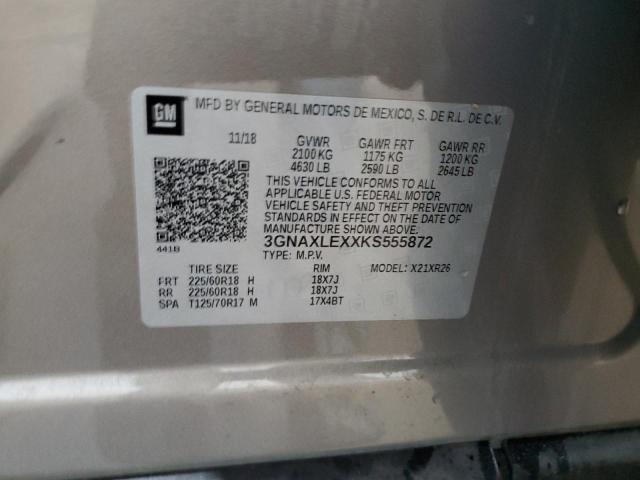 GM
MFD BY GENERAL MOTORS DE MEXICO, S. DE R.L. DE C.V.
11/18 GVWR GAWR FRT GAWR RR
2100 KG 1175 KG 1200 KG
4630 LB 2590 LB 2645 LB
THIS VEHICLE CONFORMS TO ALL
APPLICABLE U.S. FEDERAL MOTOR
VEHICLE SAFETY AND THEFT PREVENTION
STANDARDS IN EFFECT ON THE DATE OF
MANUFACTURE SHOWN ABOVE.
3GNAXLEXXKS555872
441B
TYPE: M.P.V. MODEL: X21XR26
TIRE SIZE RIM
FRT 225/60R18 H 18X7J
RR 225/60R18 H 18X7J
SPA T125/70R17 M 17X4BT